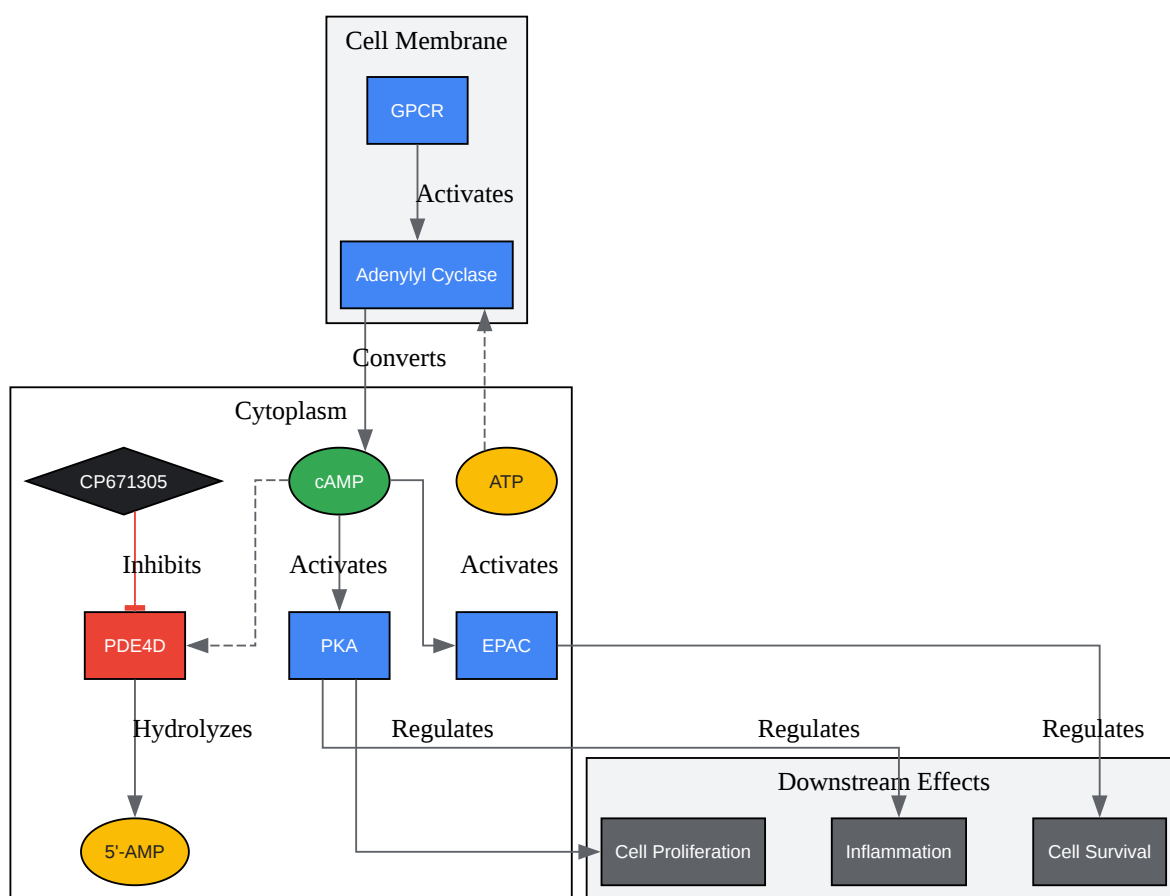 Cell Membrane
GPCR
Activates
Adenylyl Cyclase
Converts
Cytoplasm
CP671305
cAMP
ATP
Inhibits
Activates
Activates
PDE4D
PKA
EPAC
Hydrolyzes
Regulates
Regulates
Regulates
Downstream Effects
5'-AMP
Cell Proliferation
Inflammation
Cell Survival